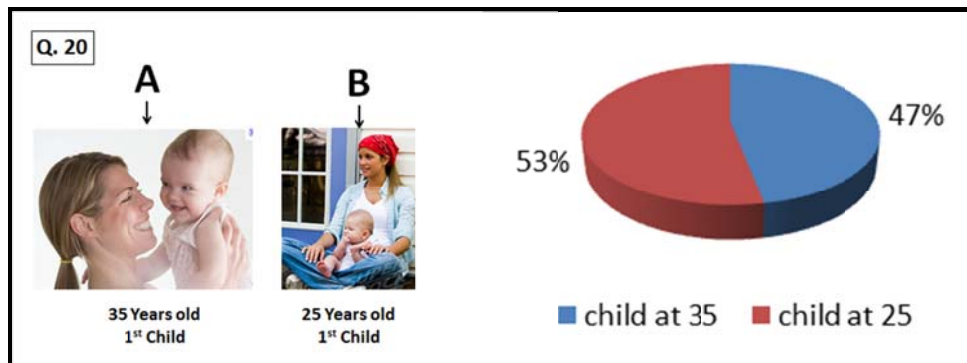 Q. 20
A
B
35 Years old
1st Child
25 Years old
1st Child
47%
53%
child at 35
child at 25